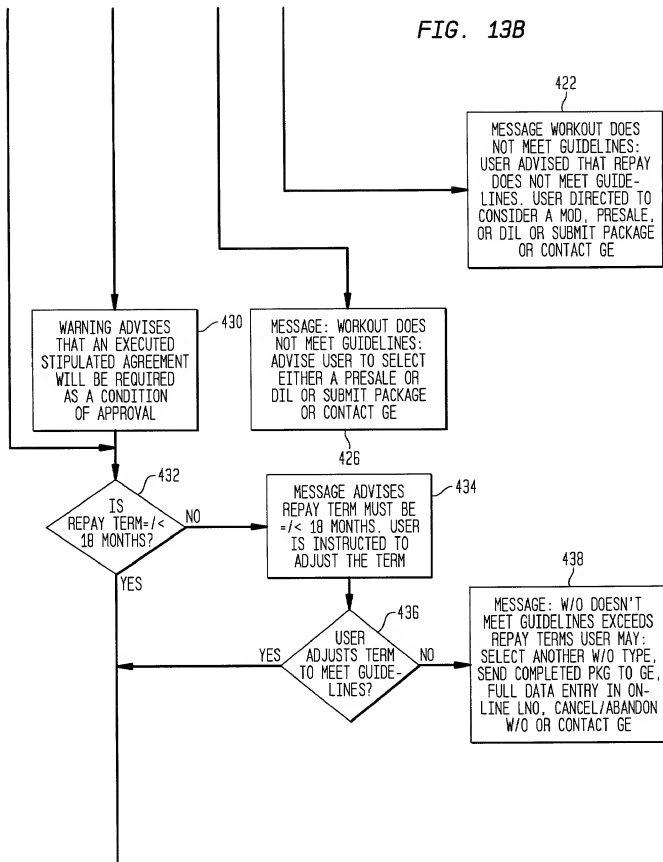 FIG. 13B
422
MESSAGE WORKOUT DOES
NOT MEET GUIDELINES:
USER ADVISED THAT REPAY
DOES NOT MEET GUIDE-
LINES. USER DIRECTED TO
CONSIDER A MOD, PRESALE,
OR DIL OR SUBMIT PACKAGE
OR CONTACT GE
WARNING ADVISES
THAT AN EXECUTED
STIPULATED AGREEMENT
WILL BE REQUIRED
AS A CONDITION
OF APPROVAL
430
MESSAGE: WORKOUT DOES
NOT MEET GUIDELINES:
ADVISE USER TO SELECT
EITHER A PRESALE OR
DIL OR SUBMIT PACKAGE
OR CONTACT GE
426
432
IS
REPAY TERM=/<
18 MONTHS?
NO
YES
434
MESSAGE ADVISES
REPAY TERM MUST BE
=/< 18 MONTHS. USER
IS INSTRUCTED TO
ADJUST THE TERM
436
USER
ADJUSTS TERM
TO MEET GUIDE-
LINES?
YES
NO
438
MESSAGE: W/O DOESN'T
MEET GUIDELINES EXCEEDS
REPAY TERMS USER MAY:
SELECT ANOTHER W/O TYPE,
SEND COMPLETED PKG TO GE,
FULL DATA ENTRY IN ON-
LINE LNO, CANCEL/ABANDON
W/O OR CONTACT GE